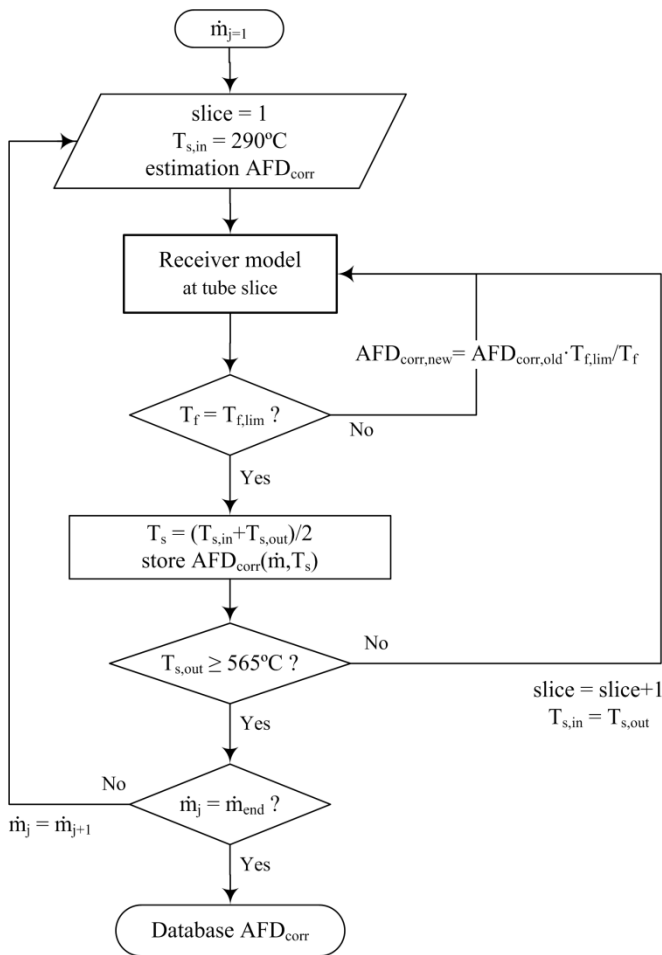 ṁj=1
slice = 1
Ts,in = 290ºC
estimation AFDcorr
Receiver model
at tube slice
AFDcorr,new= AFDcorr,old·Tf,lim/Tf
Tf = Tf,lim ?
No
Yes
Ts = (Ts,in+Ts,out)/2
store AFDcorr(ṁ,Ts)
Ts,out ≥ 565ºC ?
No
slice = slice+1
Ts,in = Ts,out
Yes
No
ṁj = ṁend ?
ṁj = ṁj+1
Yes
Database AFDcorr